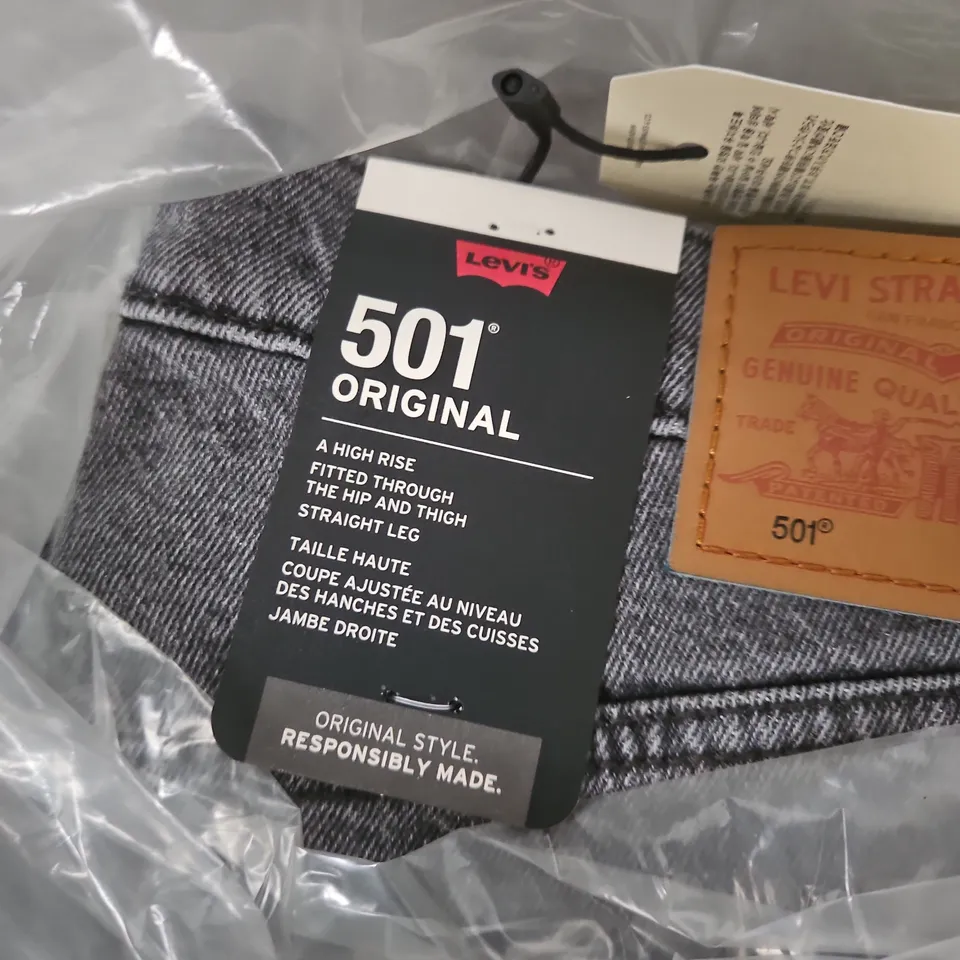 Levi's®
501®
ORIGINAL
A HIGH RISE
FITTED THROUGH
THE HIP AND THIGH
STRAIGHT LEG
TAILLE HAUTE
COUPE AJUSTÉE AU NIVEAU
DES HANCHES ET DES CUISSES
JAMBE DROITE
ORIGINAL STYLE.
RESPONSIBLY MADE.
LEVI STRA
ORIGINAL
GENUINE QUAL
TRADE
PATENTED
501®